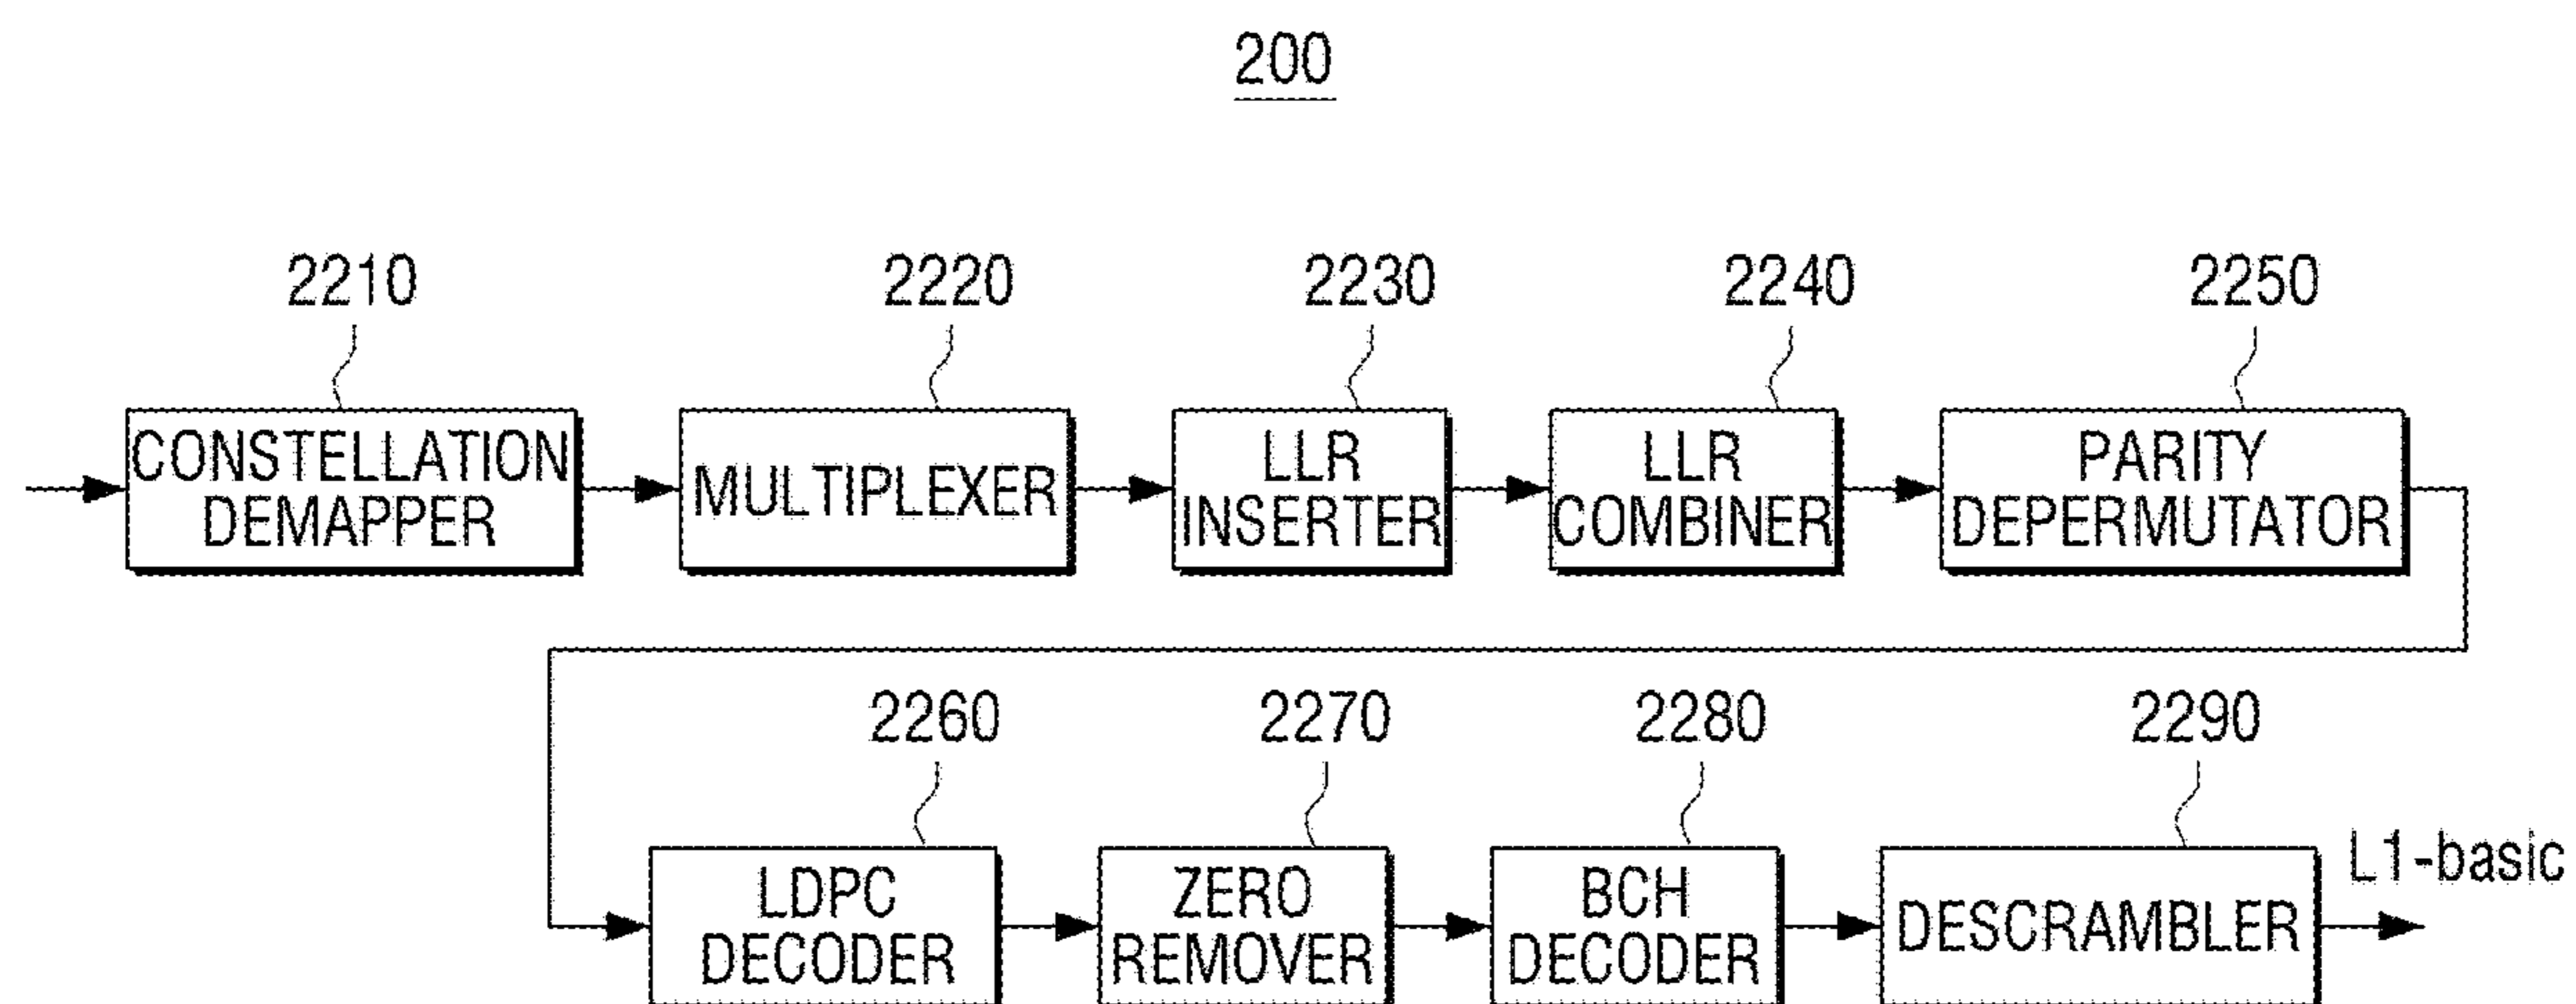 200
2210
2220
2230
2240
2250
CONSTELLATION
DEMAPPER
MULTIPLEXER
LLR
INSERTER
LLR
COMBINER
PARITY
DEPERMUTATOR
2260
2270
2280
2290
LDPC
DECODER
ZERO
REMOVER
BCH
DECODER
DESCRAMBLER
L1-basic